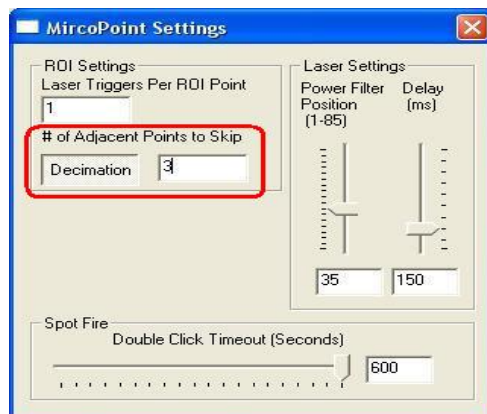 MircoPoint Settings
ROI Settings
Laser Triggers Per ROI Point
1
# of Adjacent Points to Skip
Decimation
3
Laser Settings
Power Filter
Position
(1-85)
Delay
(ms)
35
150
Spot Fire
Double Click Timeout (Seconds)
600